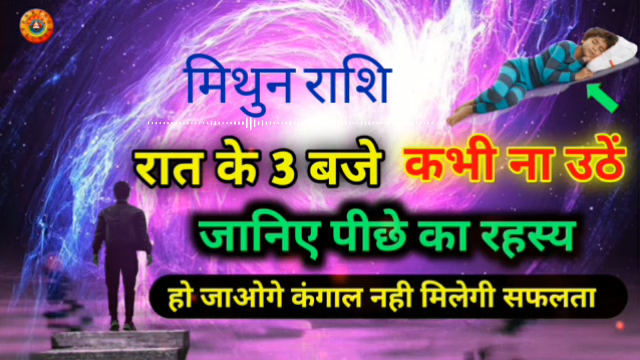 मिथुन राशि
रात के 3 बजे कभी ना उठें
जानिए पीछे का रहस्य
हो जाओगे कंगाल नही मिलेगी सफलता